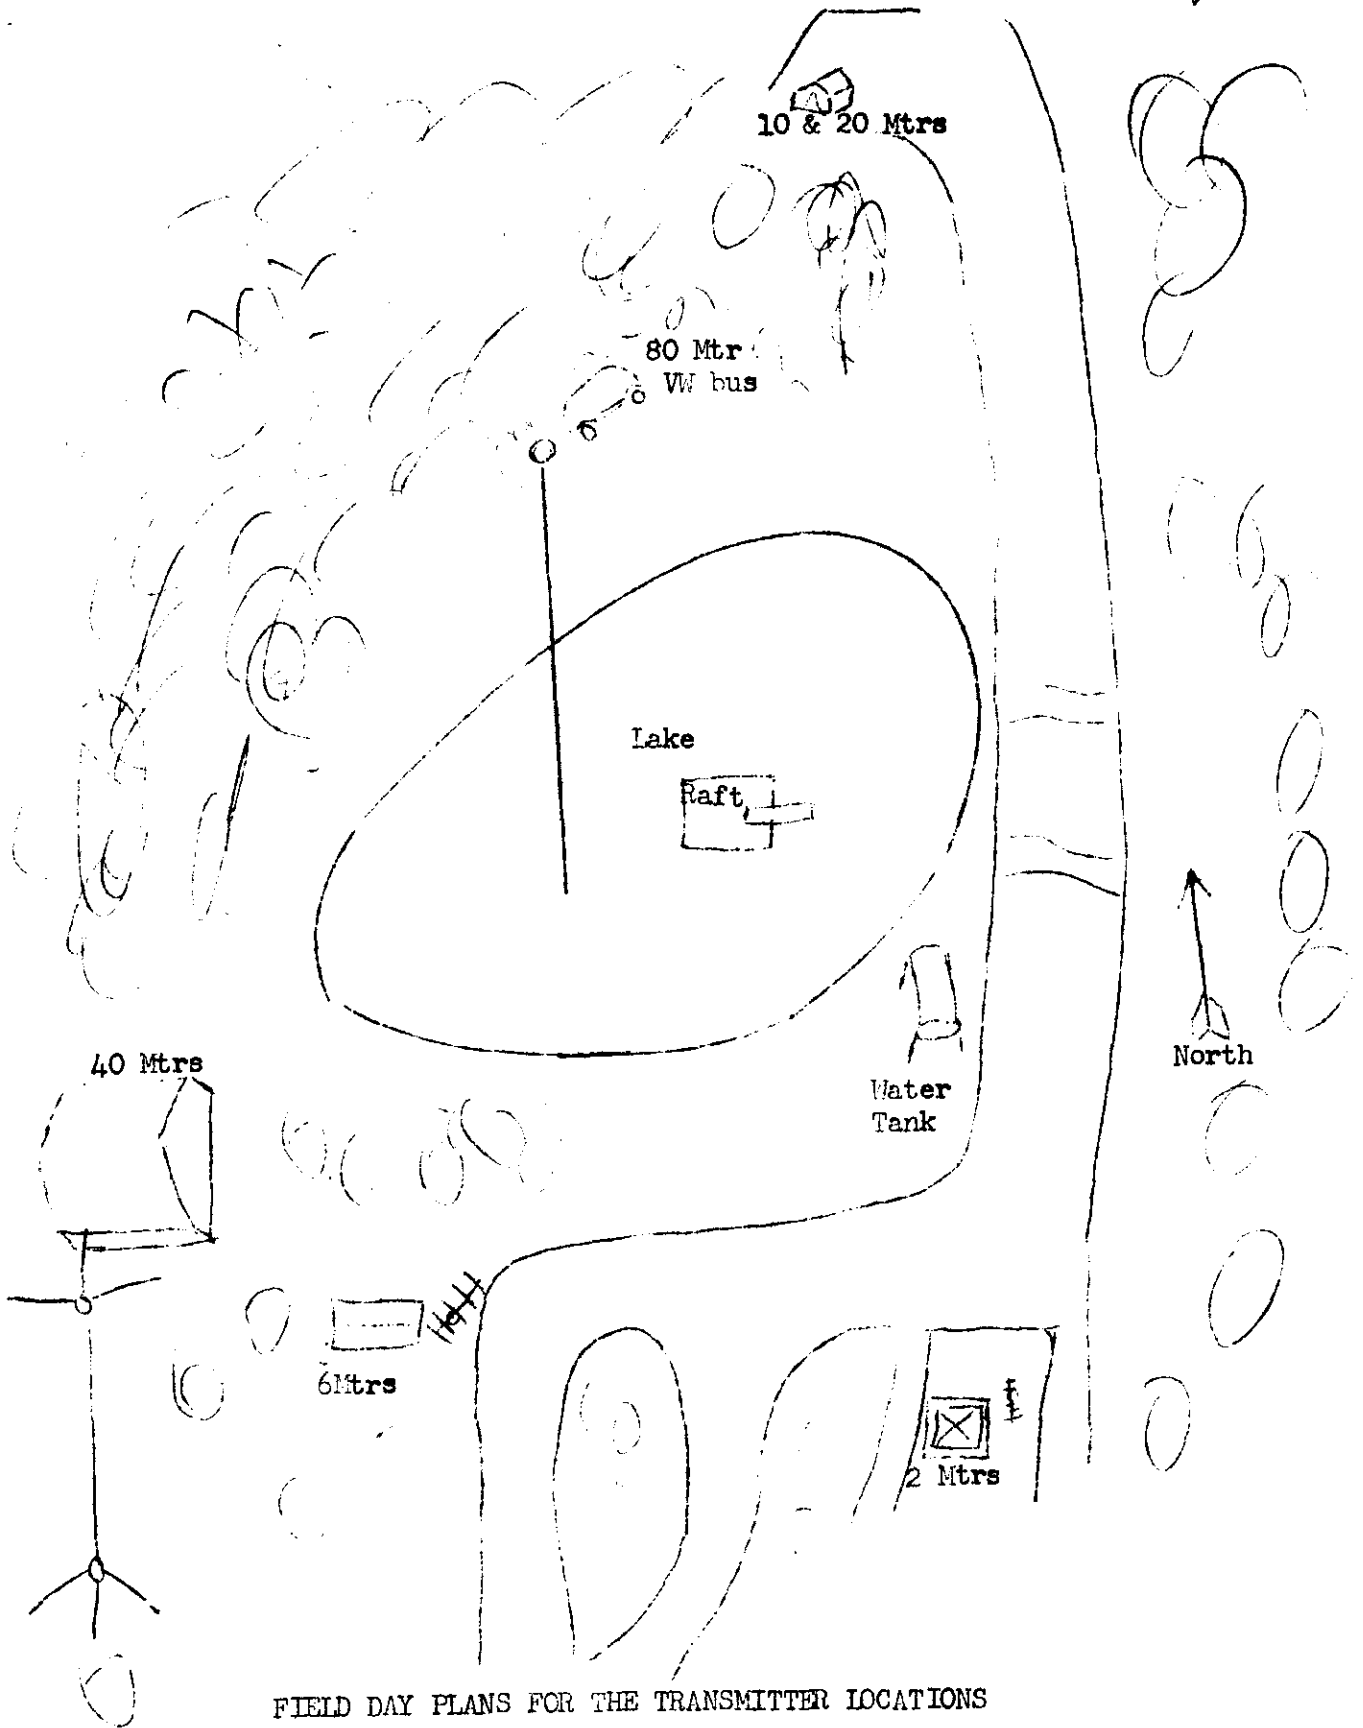 10 & 20 Mtrs
80 Mtr
VW bus
Lake
Raft
40 Mtrs
North
Water
Tank
6Mtrs
2 Mtrs
FIELD DAY PLANS FOR THE TRANSMITTER LOCATIONS